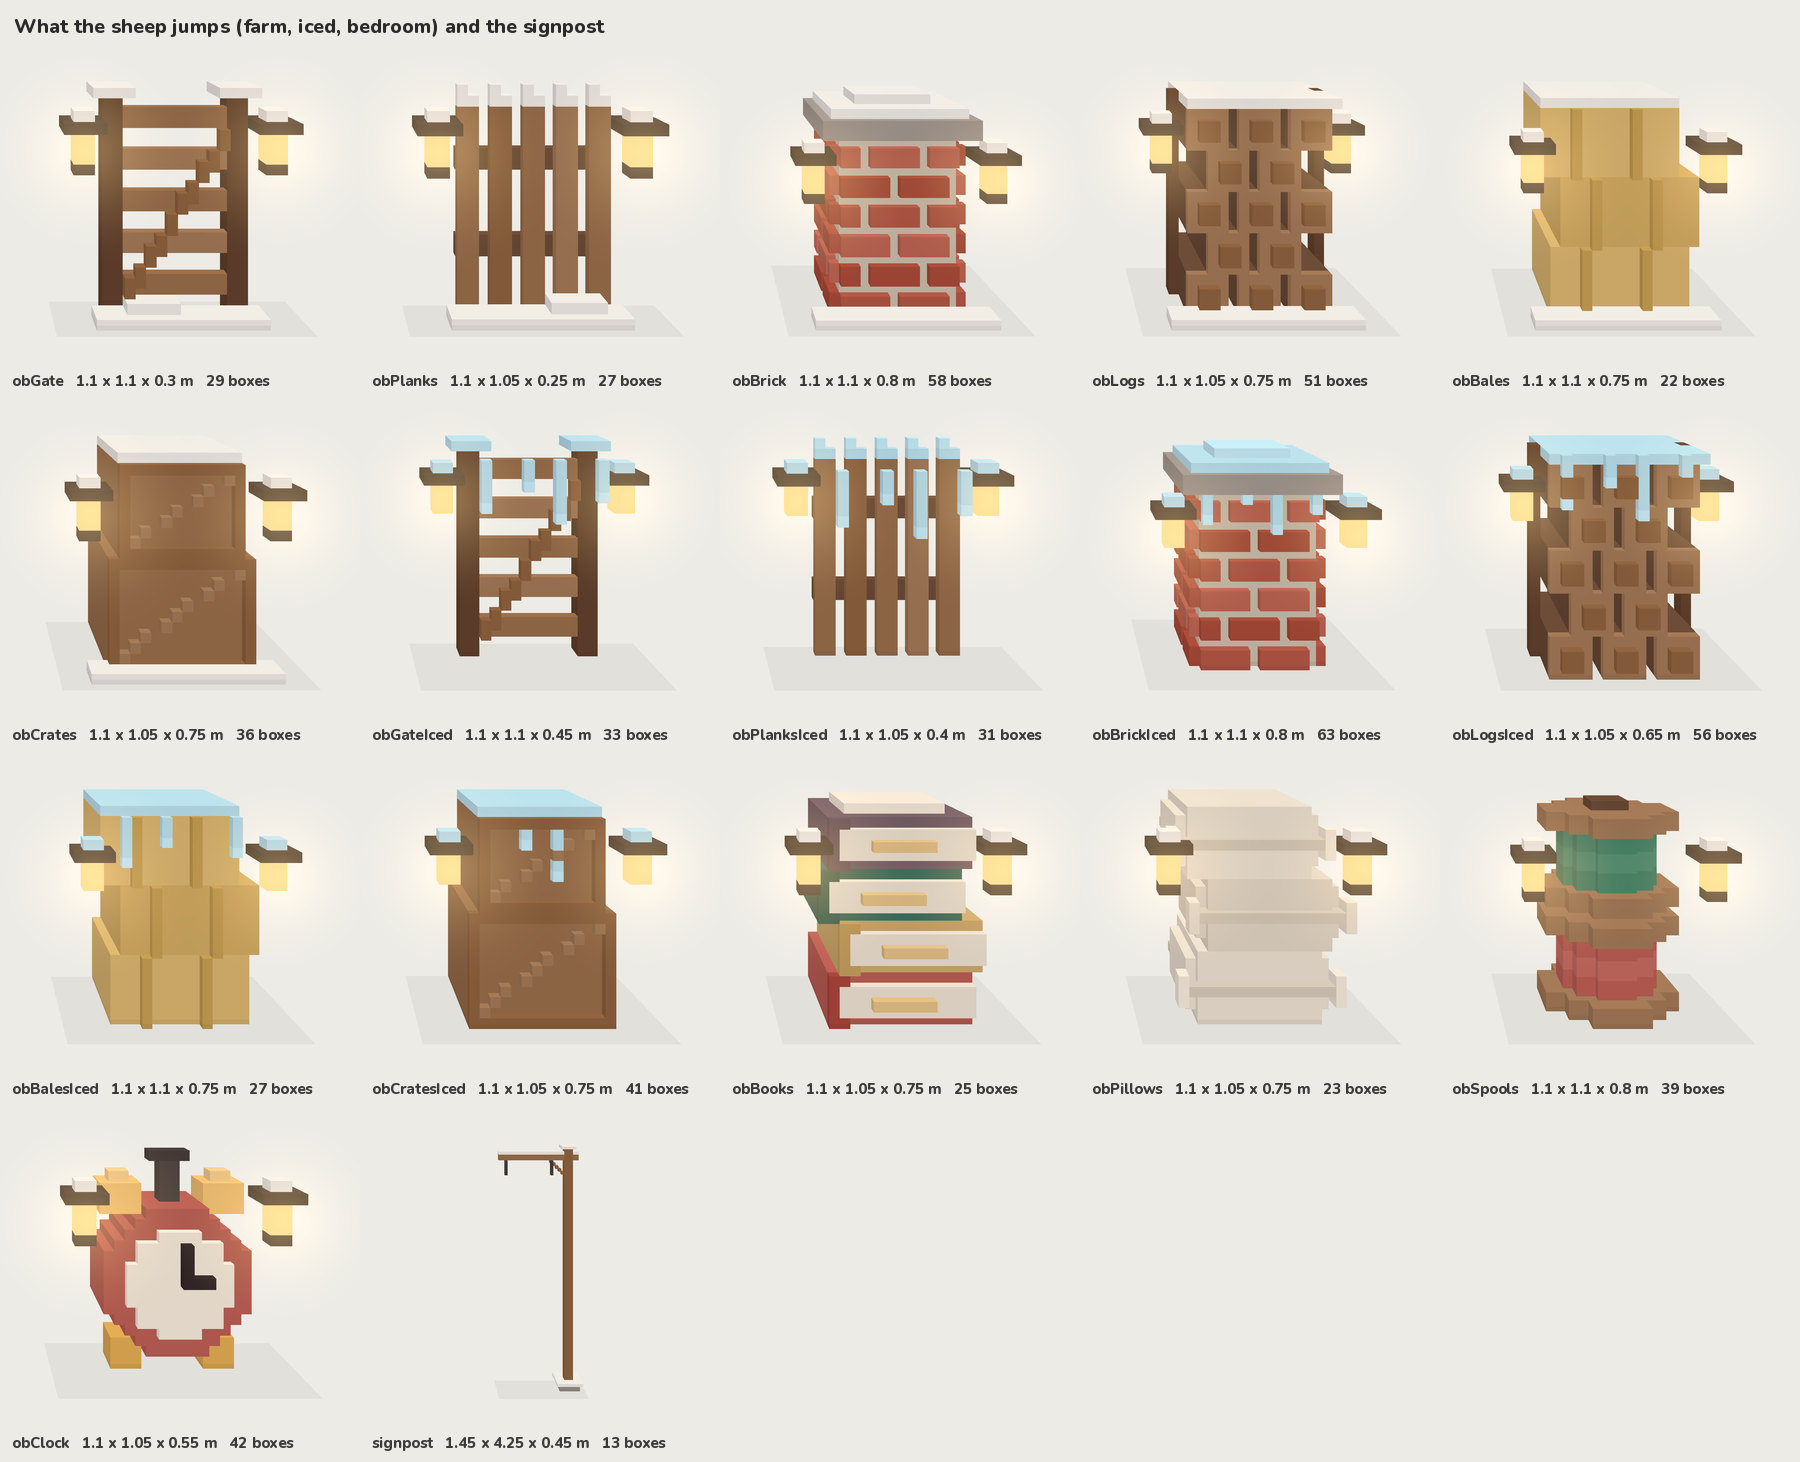 What the sheep jumps (farm, iced, bedroom) and the signpost
obGate 1.1 x 1.1 x 0.3 m 29 boxes
obPlanks 1.1 x 1.05 x 0.25 m 27 boxes
obBrick 1.1 x 1.1 x 0.8 m 58 boxes
obLogs 1.1 x 1.05 x 0.75 m 51 boxes
obBales 1.1 x 1.1 x 0.75 m 22 boxes
obCrates 1.1 x 1.05 x 0.75 m 36 boxes
obGateIced 1.1 x 1.1 x 0.45 m 33 boxes
obPlanksIced 1.1 x 1.05 x 0.4 m 31 boxes
obBrickIced 1.1 x 1.1 x 0.8 m 63 boxes
obLogsIced 1.1 x 1.05 x 0.65 m 56 boxes
obBalesIced 1.1 x 1.1 x 0.75 m 27 boxes
obCratesIced 1.1 x 1.05 x 0.75 m 41 boxes
obBooks 1.1 x 1.05 x 0.75 m 25 boxes
obPillows 1.1 x 1.05 x 0.75 m 23 boxes
obSpools 1.1 x 1.1 x 0.8 m 39 boxes
obClock 1.1 x 1.05 x 0.55 m 42 boxes
signpost 1.45 x 4.25 x 0.45 m 13 boxes